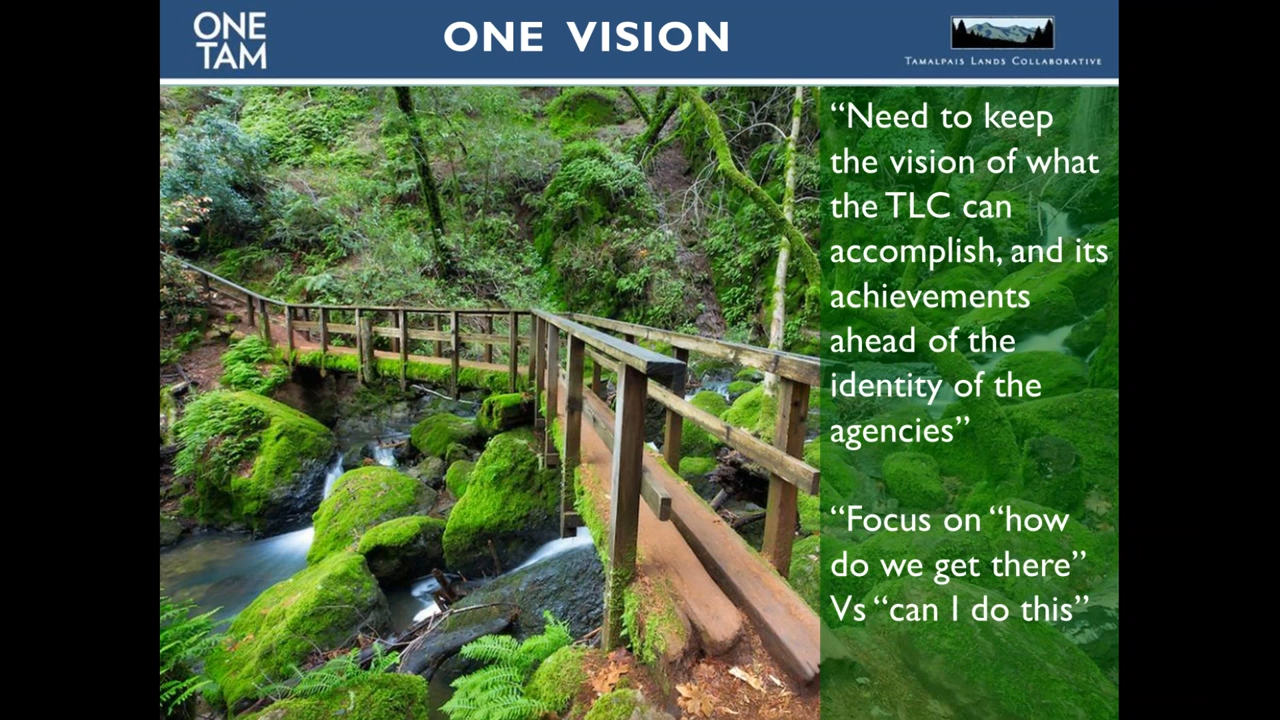 ONE
TAM
ONE VISION
TAMALPAIS LANDS COLLABORATIVE
“Need to keep
the vision of what
the TLC can
accomplish, and its
achievements
ahead of the
identity of the
agencies”
“Focus on “how
do we get there”
Vs “can I do this”